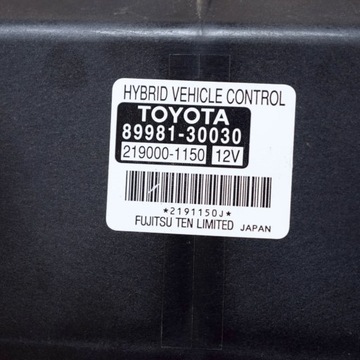 HYBRID VEHICLE CONTROL
TOYOTA
89981-30030
219000-1150 12V
*2191150J*
FUJITSU TEN LIMITED JAPAN